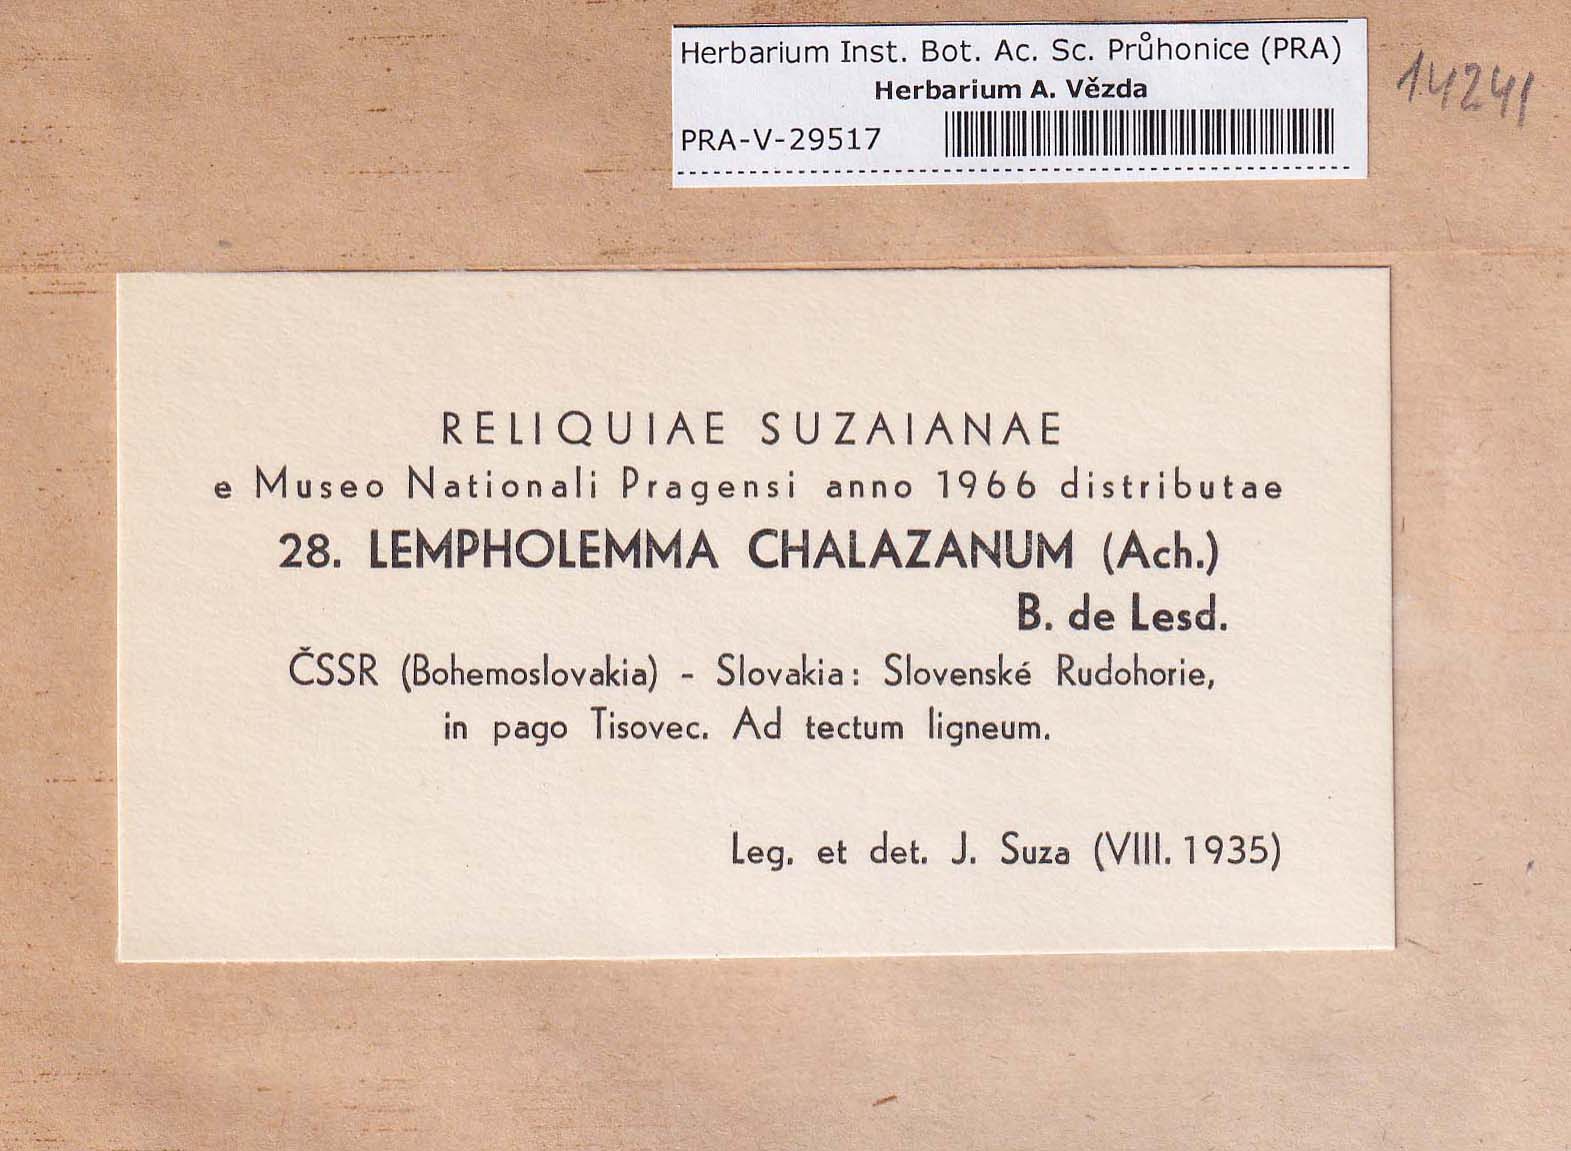 Herbarium Inst. Bot. Ac. Sc. Průhonice (PRA)
Herbarium A. Vězda
PRA-V-29517
14241
RELIQUIAE SUZAIANAE
e Museo Nationali Pragensi anno 1966 distributae
28. LEMPHOLEMMA CHALAZANUM (Ach.)
B. de Lesd.
ČSSR (Bohemoslovakia) - Slovakia: Slovenské Rudohorie,
in pago Tisovec. Ad tectum ligneum.
Leg. et det. J. Suza (VIII. 1935)